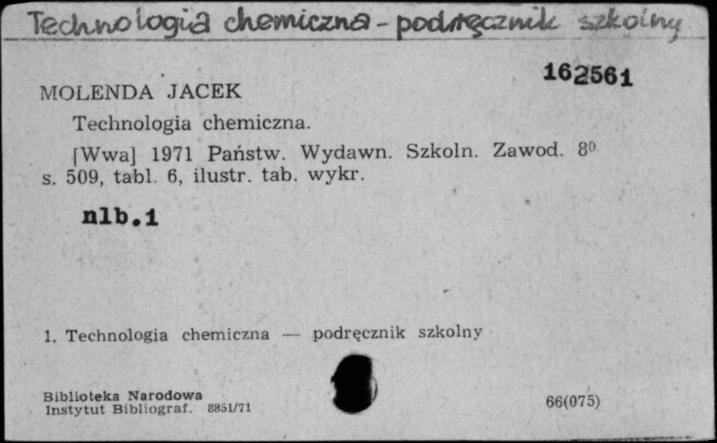 Technologia chemiczna - podręcznik szkolny
162561
MOLENDA JACEK
Technologia chemiczna.
[Wwa] 1971 Państw. Wydawn. Szkoln. Zawod. 8⁰
s. 509, tabl. 6, ilustr. tab. wykr.
nlb.1
1. Technologia chemiczna — podręcznik szkolny
Biblioteka Narodowa
Instytut Bibliograf. 8851/71
66(075)